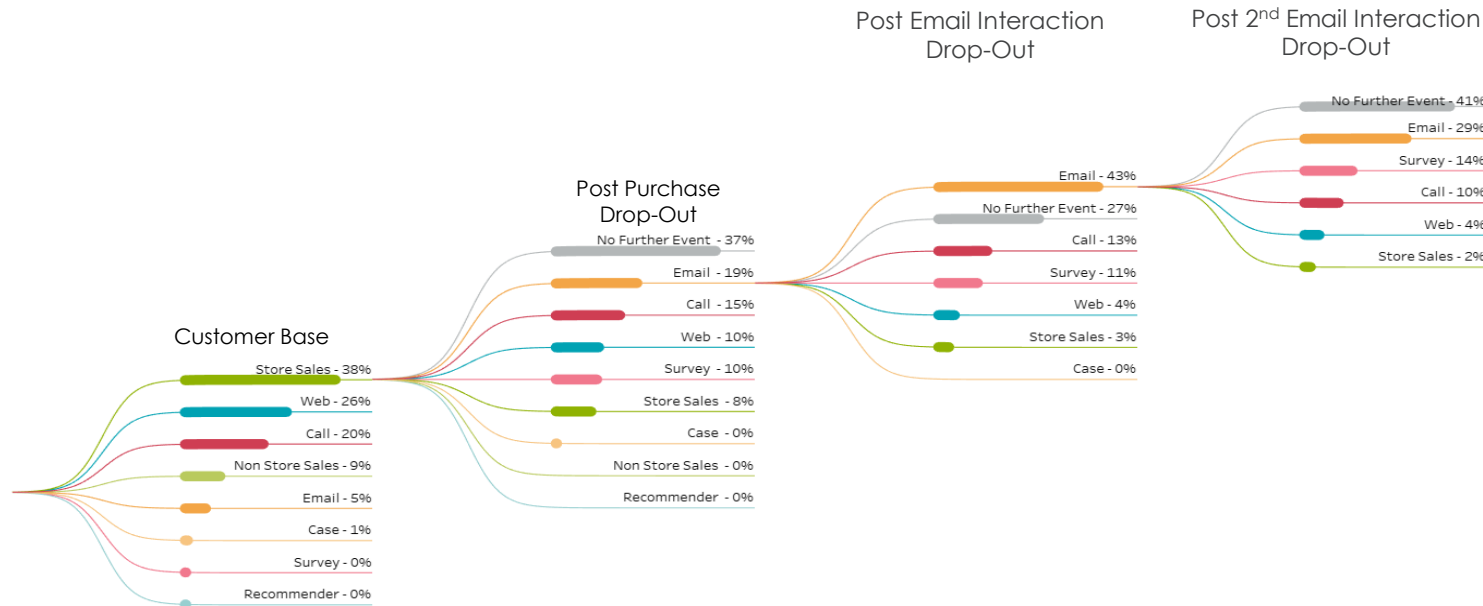 Customer Base
Store Sales - 38%
Web - 26%
Call - 20%
Non Store Sales - 9%
Email - 5%
Case - 1%
Survey - 0%
Recommender - 0%
Post Purchase
Drop-Out
No Further Event - 37%
Email - 19%
Call - 15%
Web - 10%
Survey - 10%
Store Sales - 8%
Case - 0%
Non Store Sales - 0%
Recommender - 0%
Post Email Interaction
Drop-Out
Email - 43%
No Further Event - 27%
Call - 13%
Survey - 11%
Web - 4%
Store Sales - 3%
Case - 0%
Post 2nd Email Interaction
Drop-Out
No Further Event - 41%
Email - 29%
Survey - 14%
Call - 10%
Web - 4%
Store Sales - 2%